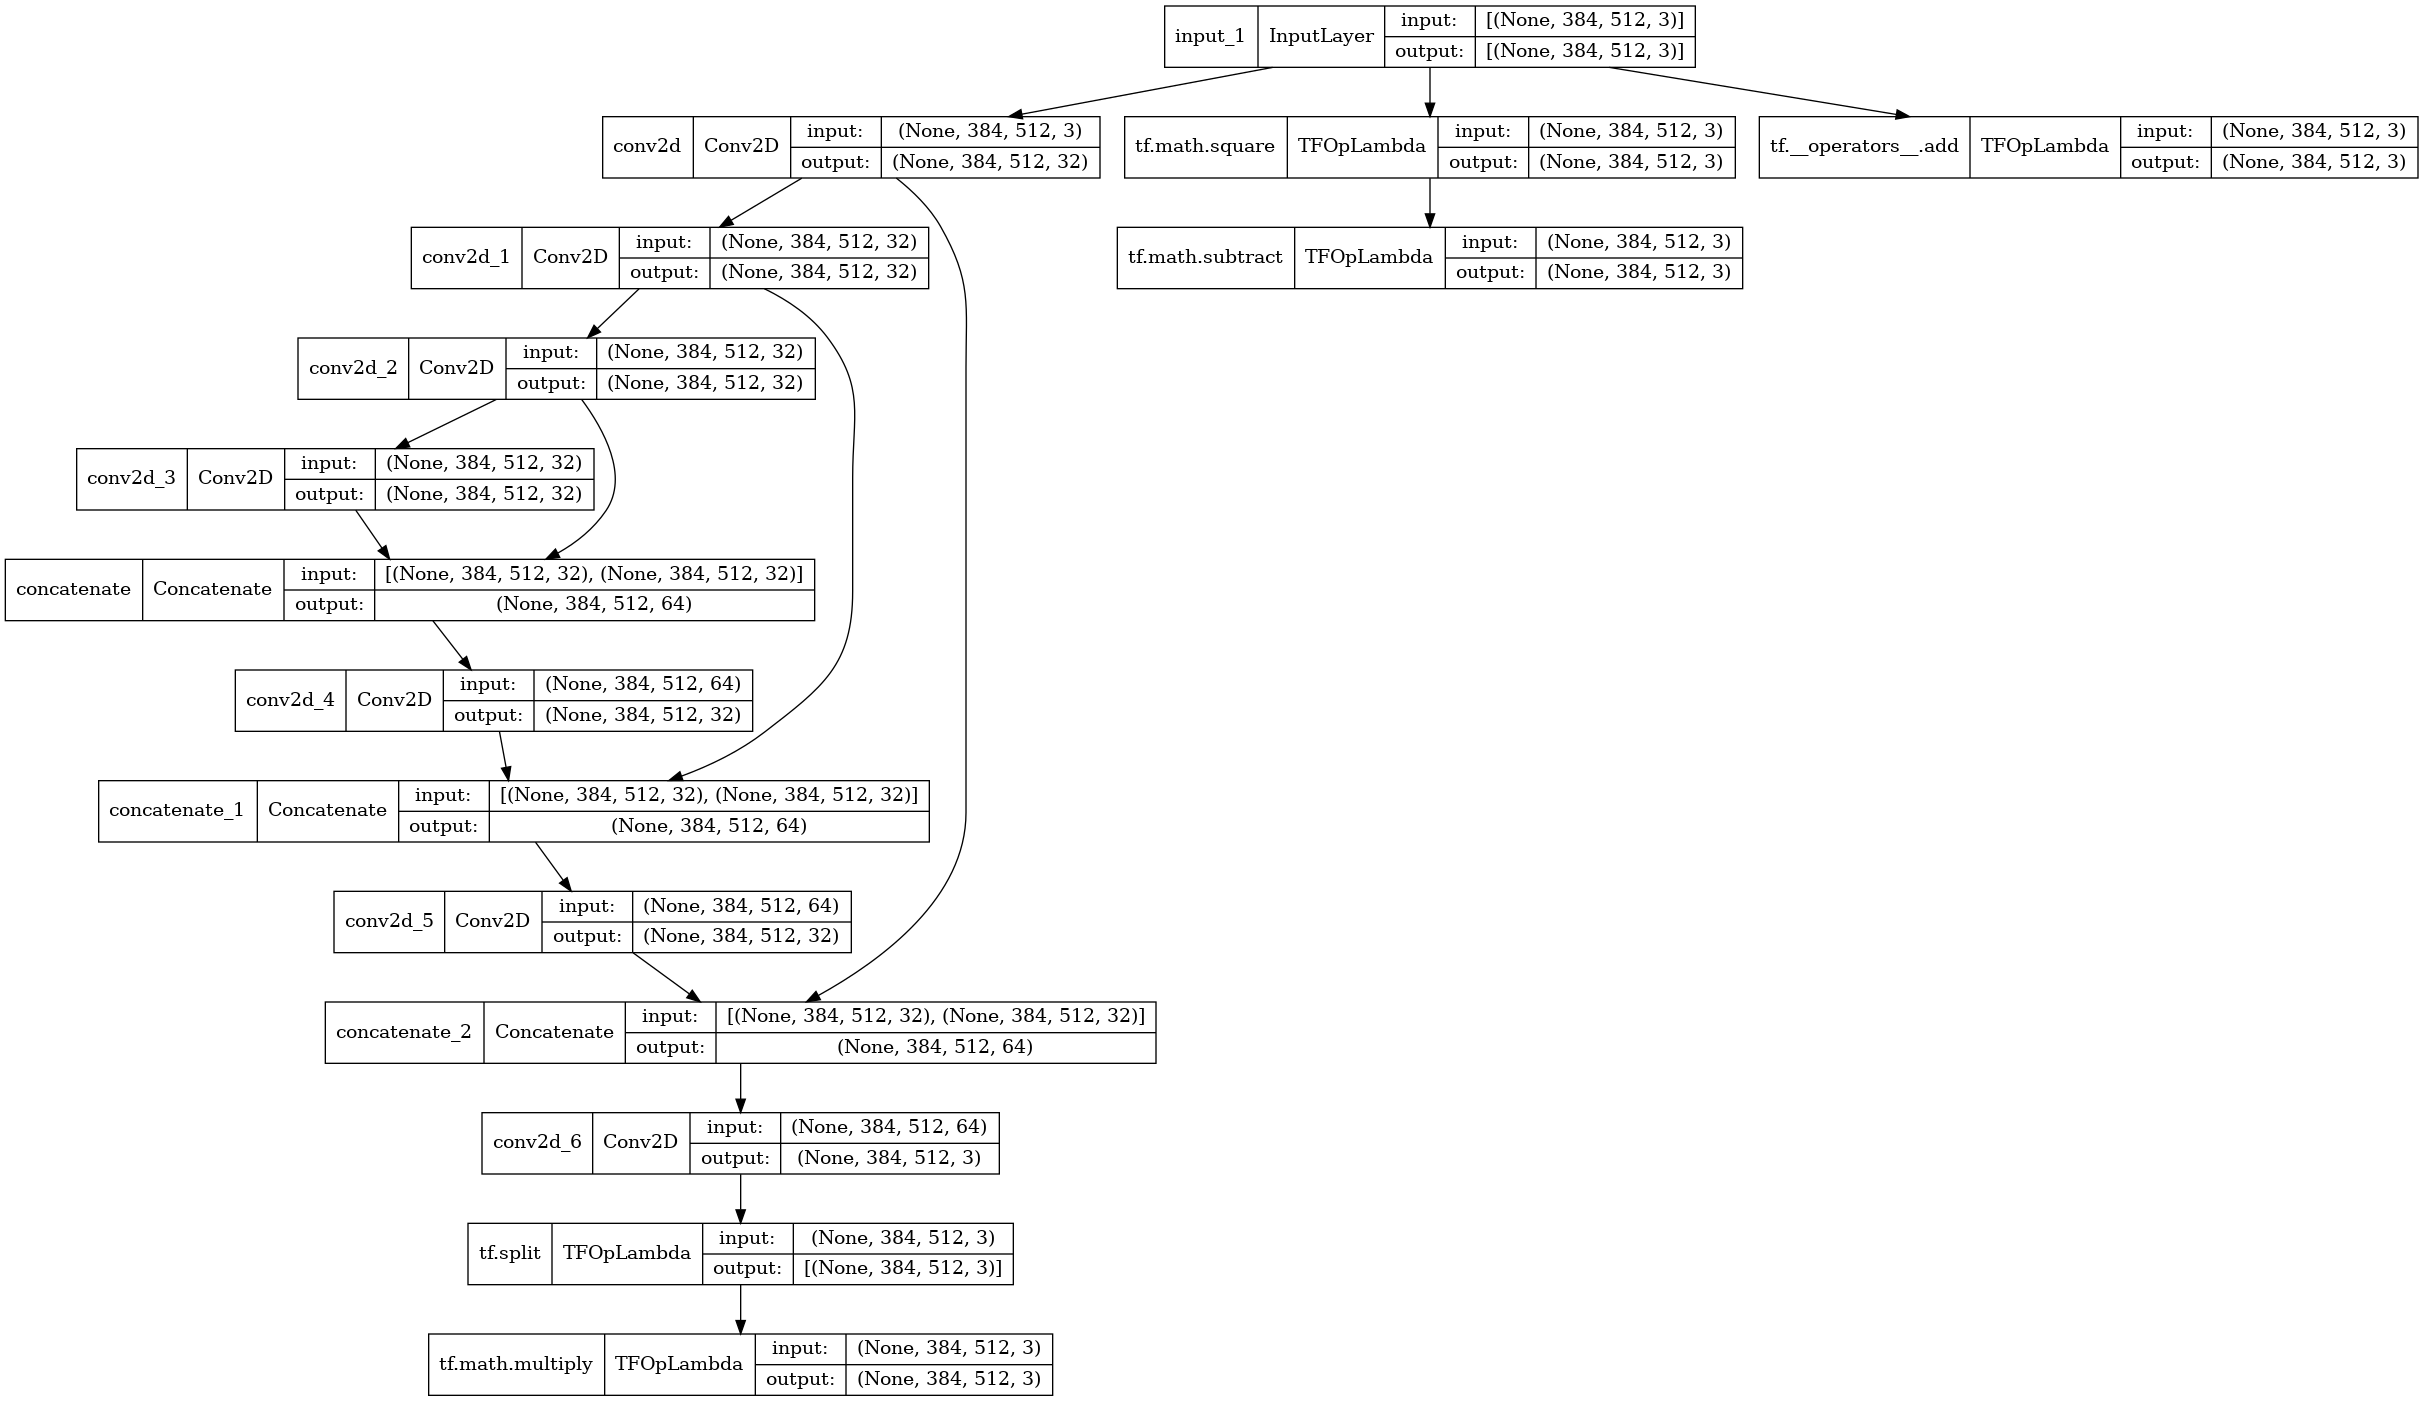 input_1 InputLayer input: [(None, 384, 512, 3)]
output: [(None, 384, 512, 3)]
conv2d Conv2D input: (None, 384, 512, 3)
output: (None, 384, 512, 32)
tf.math.square TFOpLambda input: (None, 384, 512, 3)
output: (None, 384, 512, 3)
tf.__operators__.add TFOpLambda input: (None, 384, 512, 3)
output: (None, 384, 512, 3)
conv2d_1 Conv2D input: (None, 384, 512, 32)
output: (None, 384, 512, 32)
tf.math.subtract TFOpLambda input: (None, 384, 512, 3)
output: (None, 384, 512, 3)
conv2d_2 Conv2D input: (None, 384, 512, 32)
output: (None, 384, 512, 32)
conv2d_3 Conv2D input: (None, 384, 512, 32)
output: (None, 384, 512, 32)
concatenate Concatenate input: [(None, 384, 512, 32), (None, 384, 512, 32)]
output: (None, 384, 512, 64)
conv2d_4 Conv2D input: (None, 384, 512, 64)
output: (None, 384, 512, 32)
concatenate_1 Concatenate input: [(None, 384, 512, 32), (None, 384, 512, 32)]
output: (None, 384, 512, 64)
conv2d_5 Conv2D input: (None, 384, 512, 64)
output: (None, 384, 512, 32)
concatenate_2 Concatenate input: [(None, 384, 512, 32), (None, 384, 512, 32)]
output: (None, 384, 512, 64)
conv2d_6 Conv2D input: (None, 384, 512, 64)
output: (None, 384, 512, 3)
tf.split TFOpLambda input: (None, 384, 512, 3)
output: [(None, 384, 512, 3)]
tf.math.multiply TFOpLambda input: (None, 384, 512, 3)
output: (None, 384, 512, 3)